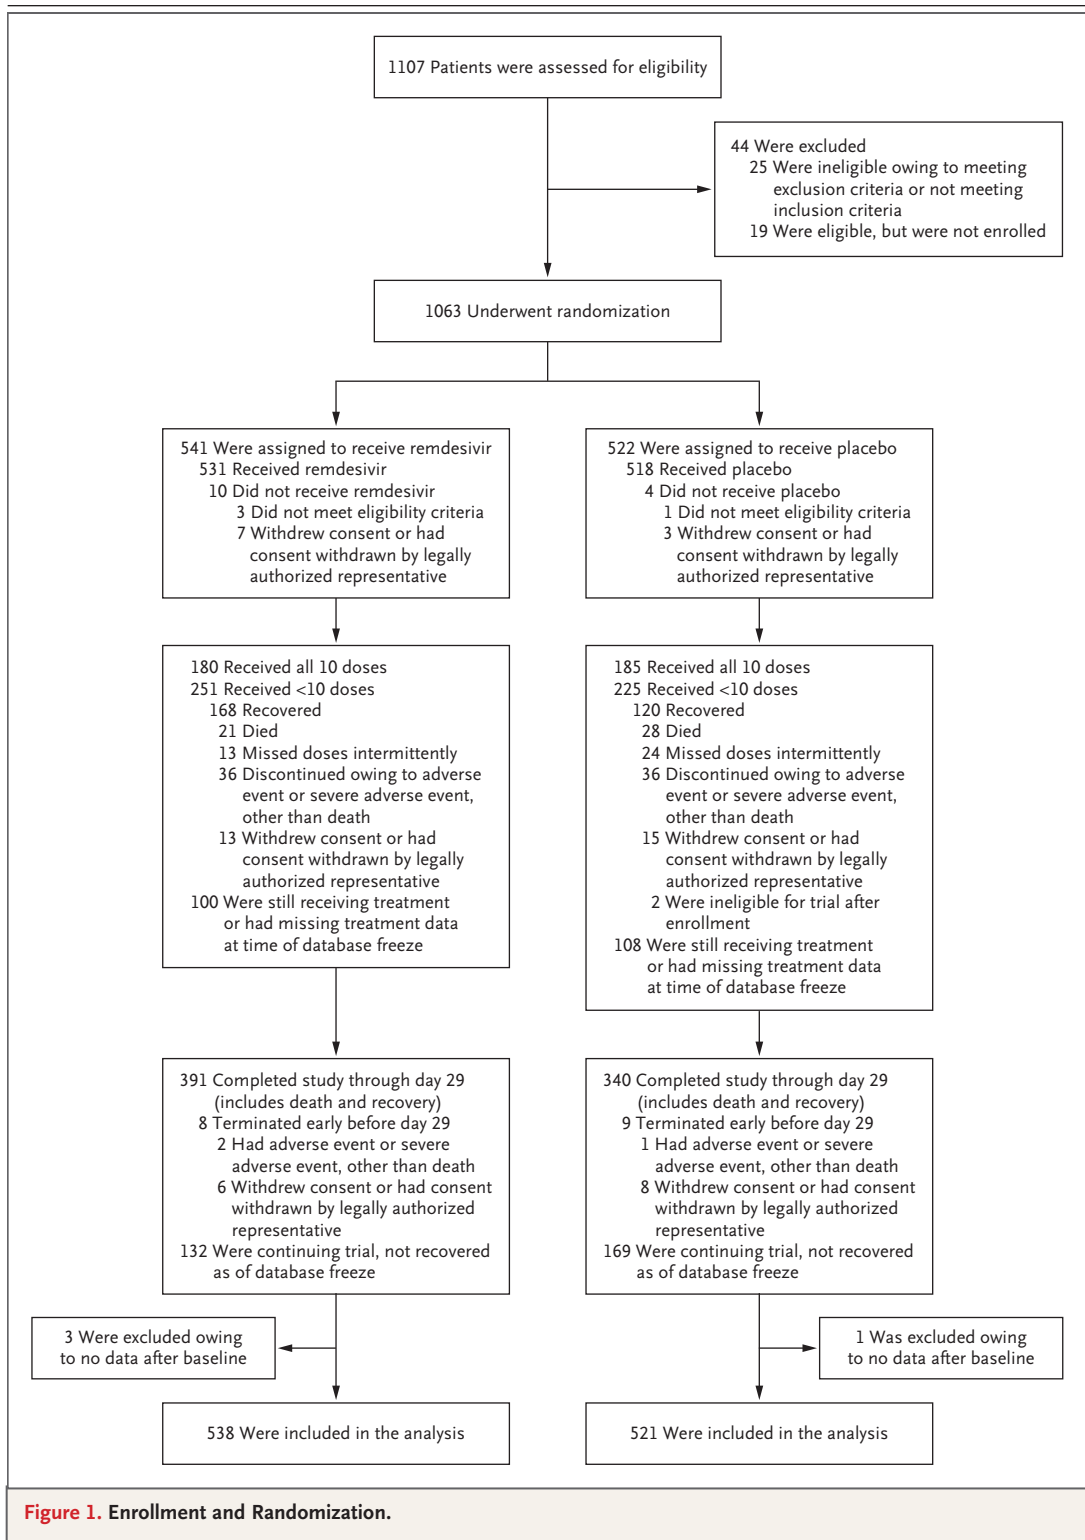 1107 Patients were assessed for eligibility
44 Were excluded
25 Were ineligible owing to meeting
exclusion criteria or not meeting
inclusion criteria
19 Were eligible, but were not enrolled
1063 Underwent randomization
541 Were assigned to receive remdesivir
531 Received remdesivir
10 Did not receive remdesivir
3 Did not meet eligibility criteria
7 Withdrew consent or had
consent withdrawn by legally
authorized representative
522 Were assigned to receive placebo
518 Received placebo
4 Did not receive placebo
1 Did not meet eligibility criteria
3 Withdrew consent or had
consent withdrawn by legally
authorized representative
180 Received all 10 doses
251 Received <10 doses
168 Recovered
21 Died
13 Missed doses intermittently
36 Discontinued owing to adverse
event or severe adverse event,
other than death
13 Withdrew consent or had
consent withdrawn by legally
authorized representative
100 Were still receiving treatment
or had missing treatment data
at time of database freeze
185 Received all 10 doses
225 Received <10 doses
120 Recovered
28 Died
24 Missed doses intermittently
36 Discontinued owing to adverse
event or severe adverse event,
other than death
15 Withdrew consent or had
consent withdrawn by legally
authorized representative
2 Were ineligible for trial after
enrollment
108 Were still receiving treatment
or had missing treatment data
at time of database freeze
391 Completed study through day 29
(includes death and recovery)
8 Terminated early before day 29
2 Had adverse event or severe
adverse event, other than death
6 Withdrew consent or had consent
withdrawn by legally authorized
representative
132 Were continuing trial, not recovered
as of database freeze
340 Completed study through day 29
(includes death and recovery)
9 Terminated early before day 29
1 Had adverse event or severe
adverse event, other than death
8 Withdrew consent or had consent
withdrawn by legally authorized
representative
169 Were continuing trial, not recovered
as of database freeze
3 Were excluded owing
to no data after baseline
1 Was excluded owing
to no data after baseline
538 Were included in the analysis
521 Were included in the analysis
Figure 1. Enrollment and Randomization.